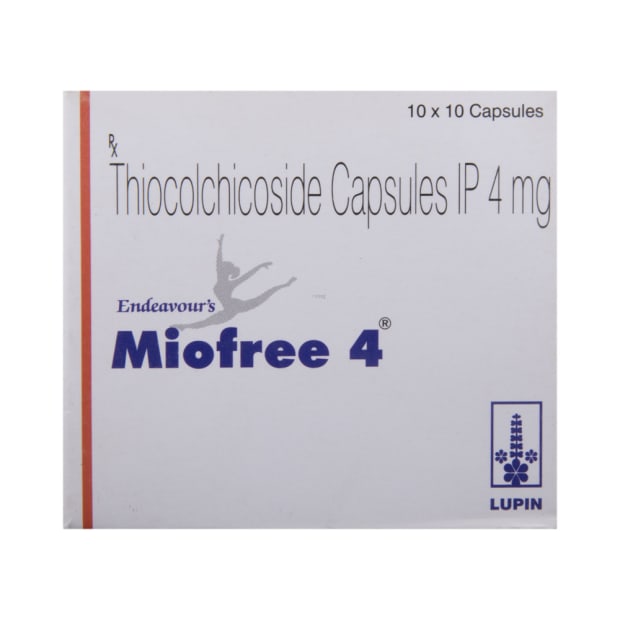 10 x 10 Capsules
Rx
Thiocolchicoside Capsules IP 4 mg
Endeavour's
Miofree 4®
LUPIN